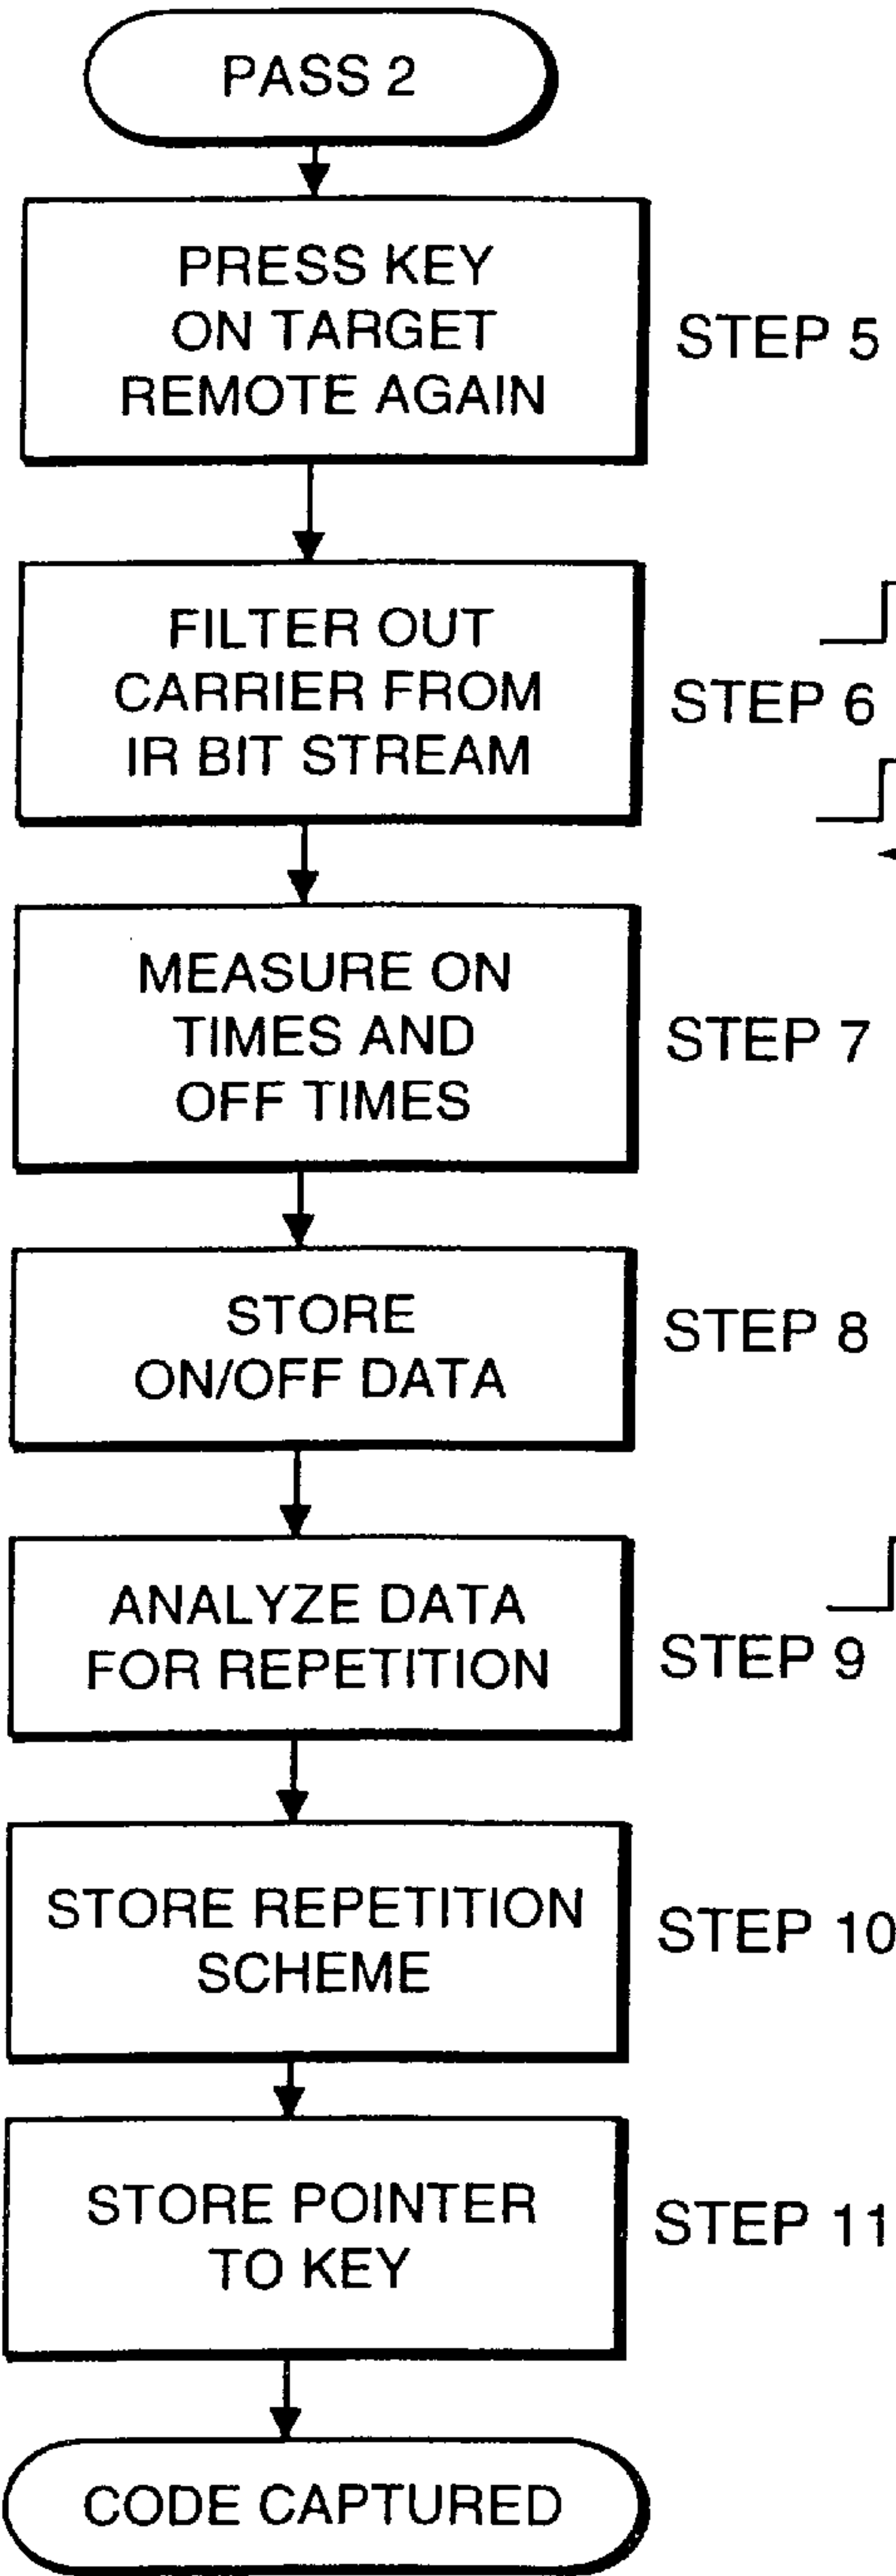 PASS 2
PRESS KEY
ON TARGET
REMOTE AGAIN
STEP 5
FILTER OUT
CARRIER FROM
IR BIT STREAM
STEP 6
MEASURE ON
TIMES AND
OFF TIMES
STEP 7
STORE
ON/OFF DATA
STEP 8
ANALYZE DATA
FOR REPETITION
STEP 9
STORE REPETITION
SCHEME
STEP 10
STORE POINTER
TO KEY
STEP 11
CODE CAPTURED